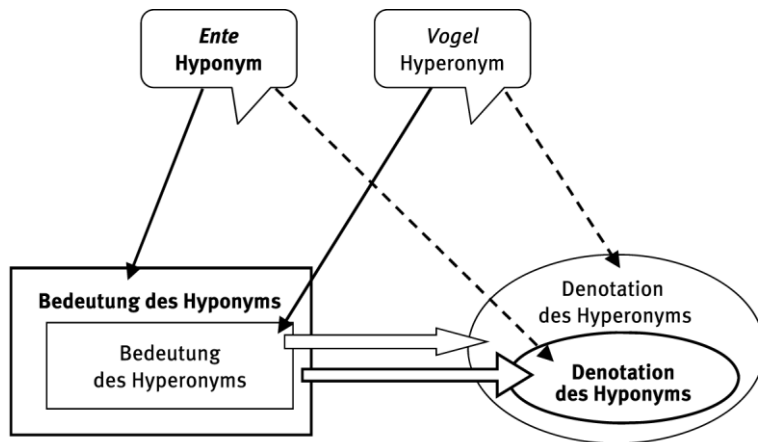 Ente
Hyponym
Vogel
Hyperonym
Bedeutung des Hyponyms
Bedeutung
des Hyperonyms
Denotation
des Hyperonyms
Denotation
des Hyponyms